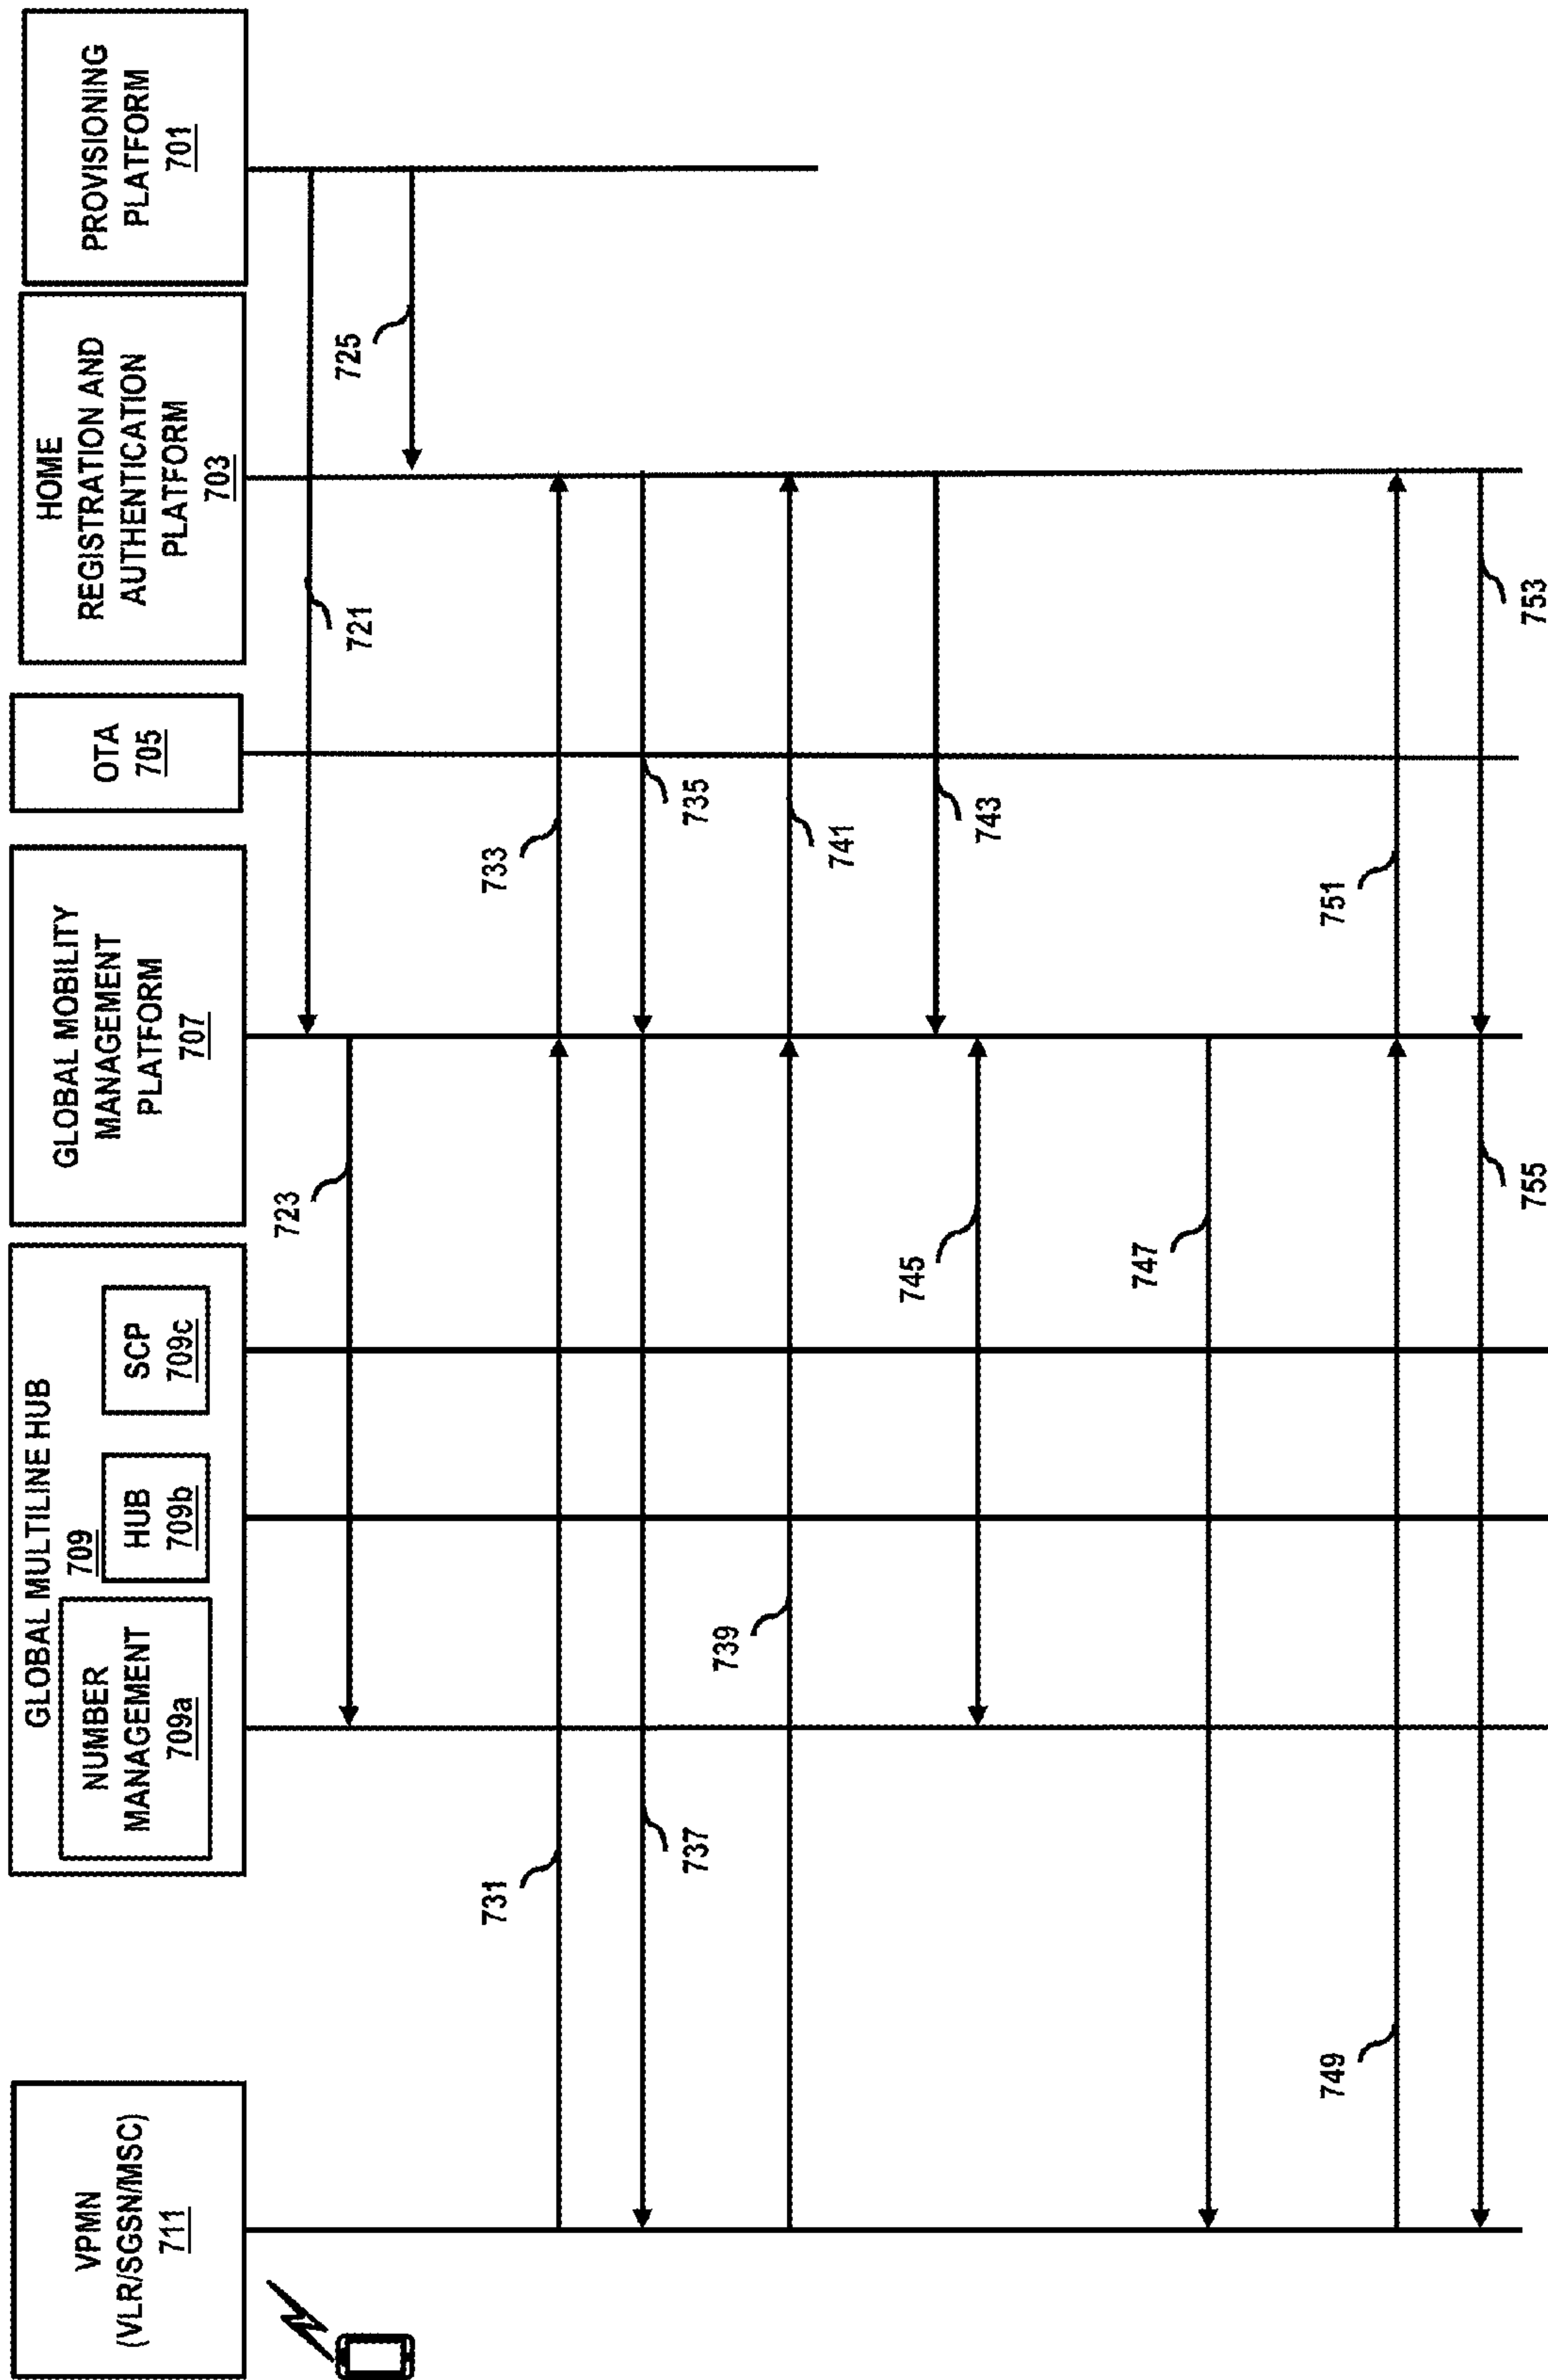 VPMN
(VLR/SGSN/MSC)
711
GLOBAL MULTILINE HUB
709
NUMBER
MANAGEMENT
709a
HUB
709b
SCP
709c
GLOBAL MOBILITY
MANAGEMENT
PLATFORM
707
OTA
705
HOME
REGISTRATION AND
AUTHENTICATION
PLATFORM
703
PROVISIONING
PLATFORM
701
721
723
725
731
733
735
737
739
741
743
745
747
749
751
753
755